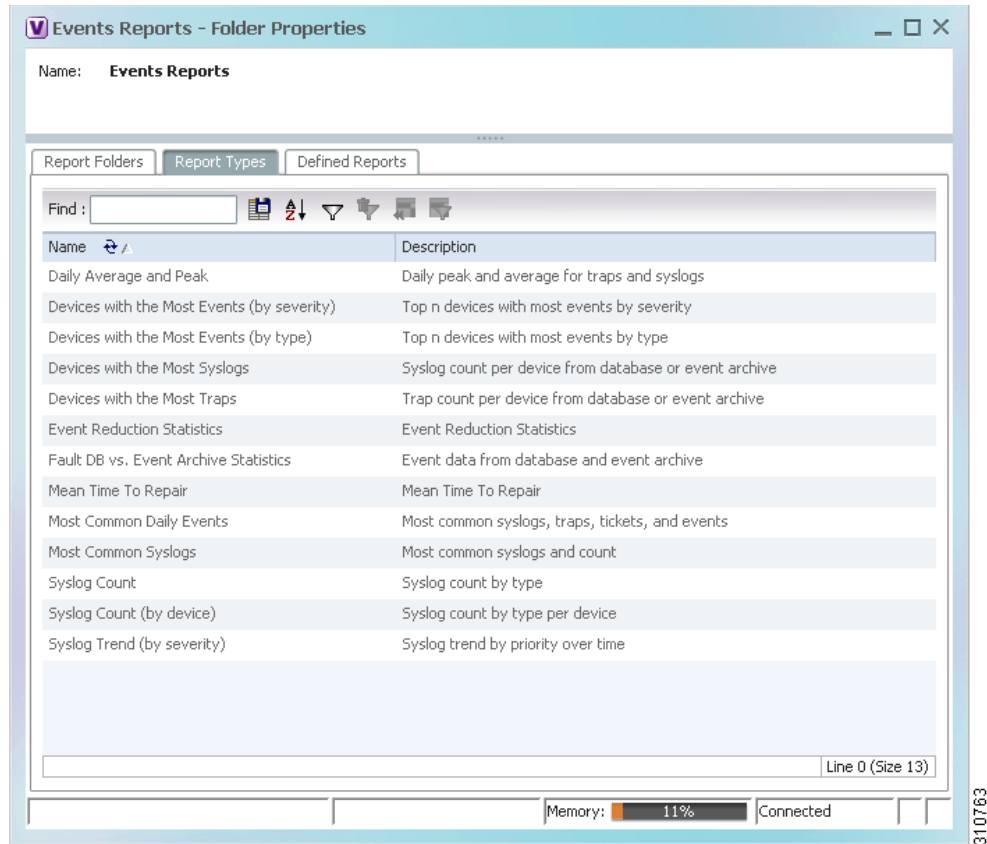 Events Reports - Folder Properties
Name: Events Reports
Report Folders Report Types Defined Reports
Find :
Name Description
Daily Average and Peak Daily peak and average for traps and syslogs
Devices with the Most Events (by severity) Top n devices with most events by severity
Devices with the Most Events (by type) Top n devices with most events by type
Devices with the Most Syslogs Syslog count per device from database or event archive
Devices with the Most Traps Trap count per device from database or event archive
Event Reduction Statistics Event Reduction Statistics
Fault DB vs. Event Archive Statistics Event data from database and event archive
Mean Time To Repair Mean Time To Repair
Most Common Daily Events Most common syslogs, traps, tickets, and events
Most Common Syslogs Most common syslogs and count
Syslog Count Syslog count by type
Syslog Count (by device) Syslog count by type per device
Syslog Trend (by severity) Syslog trend by priority over time
Line 0 (Size 13)
Memory: 11% Connected
310763